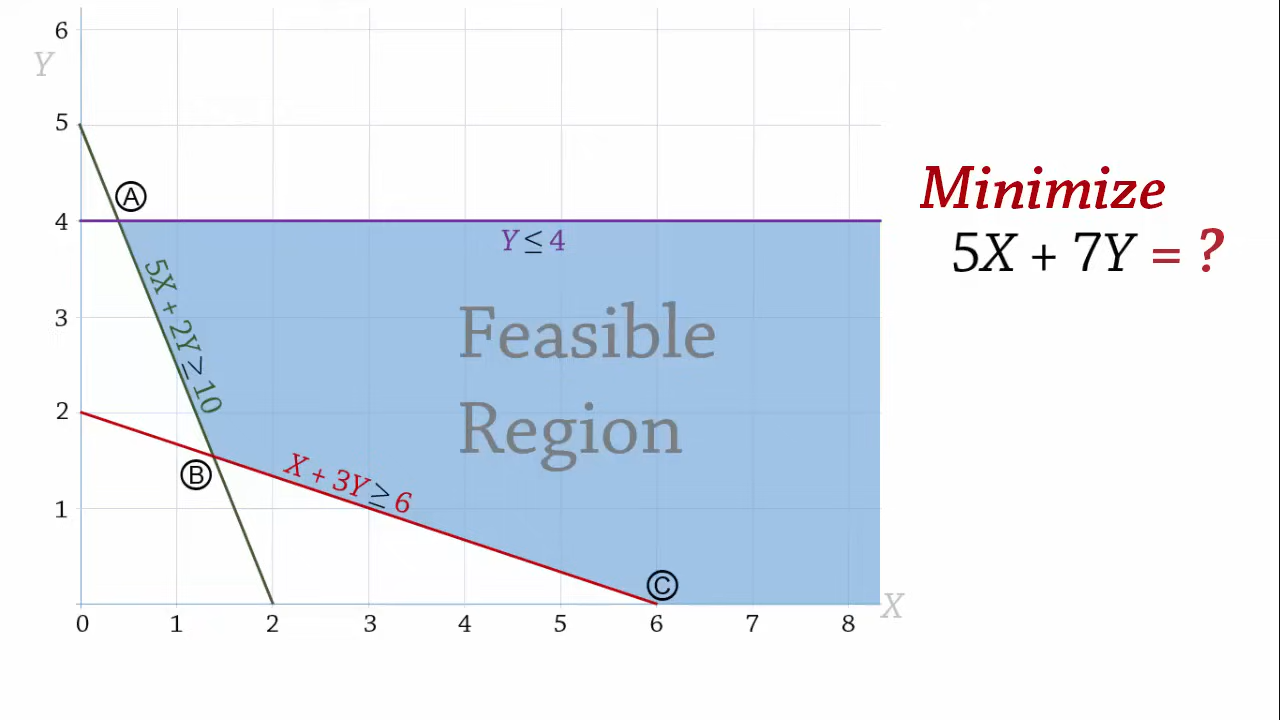 6
Y
5
A
4
Y ≤ 4
Minimize
5X + 7Y = ?
5X + 2Y ≥ 10
3
Feasible
Region
2
B
X + 3Y ≥ 6
1
C
X
0 1 2 3 4 5 6 7 8